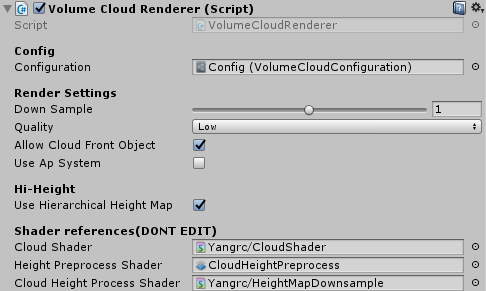 Volume Cloud Renderer (Script)
Script VolumeCloudRenderer
Config
Configuration Config (VolumeCloudConfiguration)
Render Settings
Down Sample 1
Quality Low
Allow Cloud Front Object
Use Ap System
Hi-Height
Use Hierarchical Height Map
Shader references(DONT EDIT)
Cloud Shader Yangrc/CloudShader
Height Preprocess Shader CloudHeightPreprocess
Cloud Height Process Shader Yangrc/HeightMapDownsample